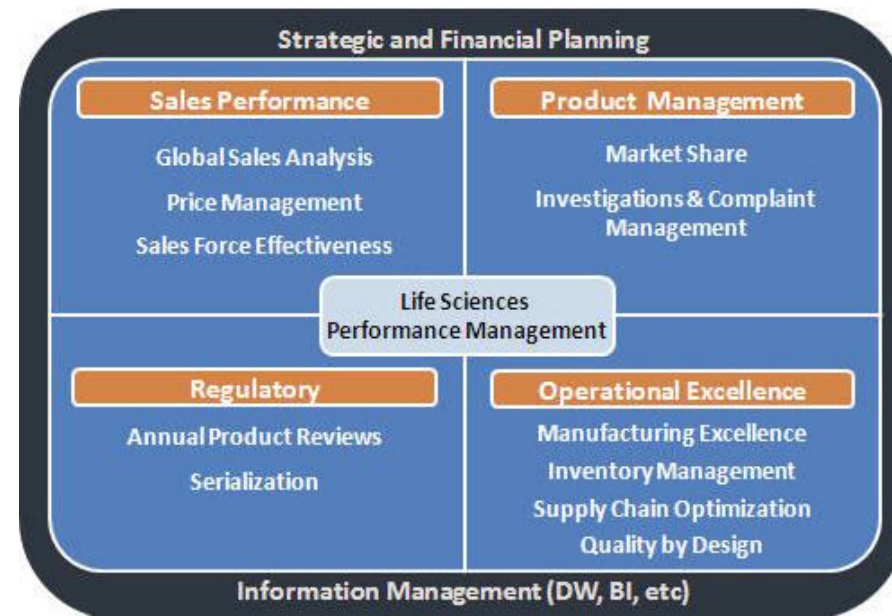 Strategic and Financial Planning
Sales Performance
Global Sales Analysis
Price Management
Sales Force Effectiveness
Product Management
Market Share
Investigations & Complaint
Management
Life Sciences
Performance Management
Regulatory
Annual Product Reviews
Serialization
Operational Excellence
Manufacturing Excellence
Inventory Management
Supply Chain Optimization
Quality by Design
Information Management (DW, BI, etc)